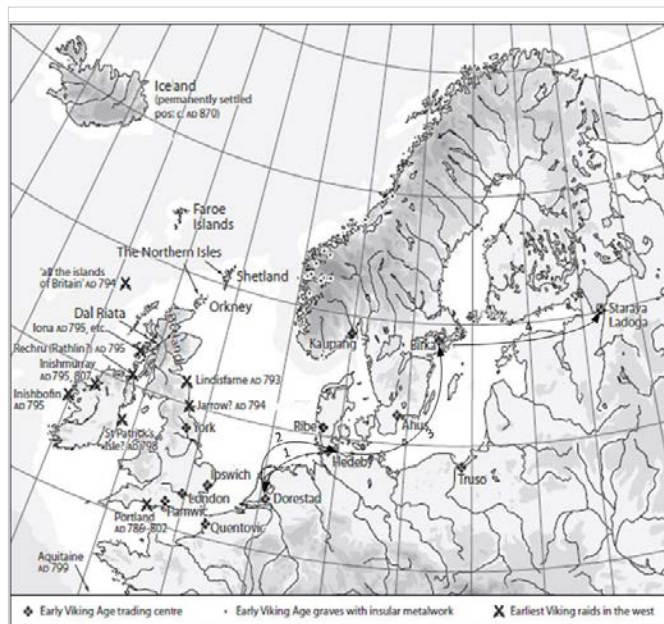 Iceland
(permanently settled
pos: c. AD 870)
Faroe
Islands
The Northern Isles
Shetland
'all the islands
of Britain' AD 794
Orkney
Dal Riata
Iona AD 795, etc.
Rechru (Rathlin?) AD 795
Inishmurray
AD 795, 807
Inishbofin
AD 795
St Patrick's
Isle? AD 798
Lindisfarne AD 793
Jarrow? AD 794
York
Kaupang
Birka
Staraya
Ladoga
Ribe
Åhus
2
1
3
4
Hedeby
Truso
Ipswich
London
Hamwic
Dorestad
Portland
Quentovic
Aquitaine
AD 799
Early Viking Age trading centre
Early Viking Age graves with insular metalwork
Earliest Viking raids in the west